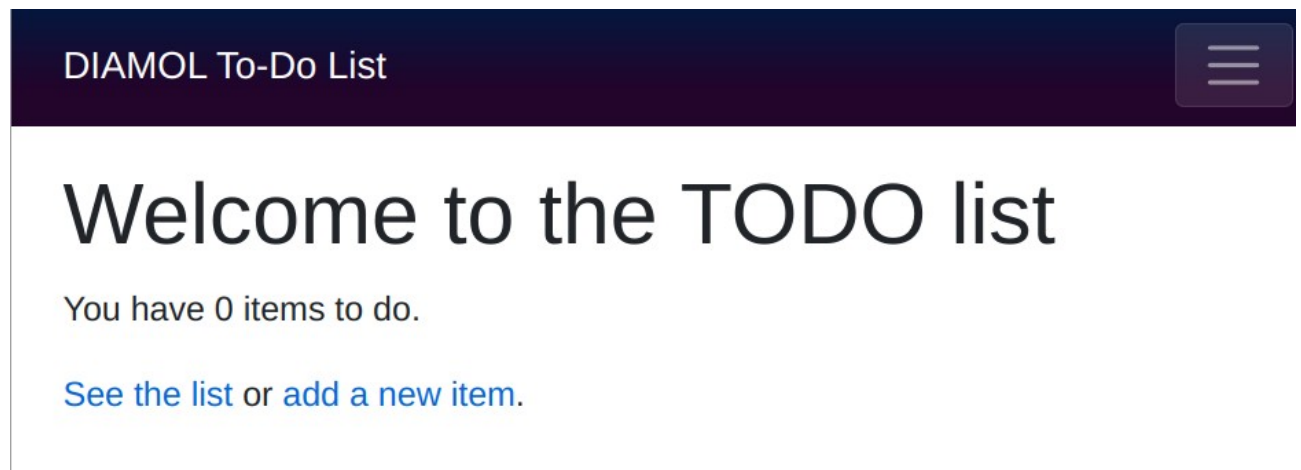 DIAMOL To-Do List
Welcome to the TODO list
You have 0 items to do.
See the list or add a new item.